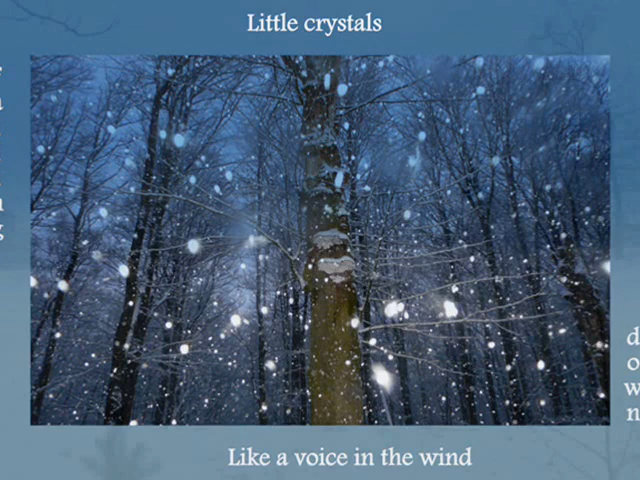 Little crystals
Like a voice in the wind
d
o
w
n